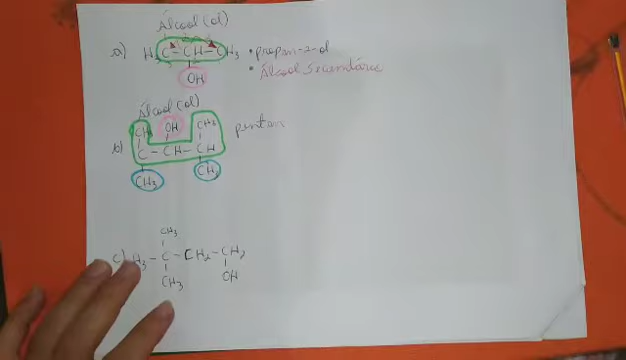 Álcool (ol)
a) H3C - CH - CH3 • propan-2-ol
OH • Álcool Secundário
Álcool (ol)
CH3 OH CH3 pentan
b) C - CH - CH
CH3 CH3
CH3
c) H3 - C - CH2 - CH2
CH3 OH